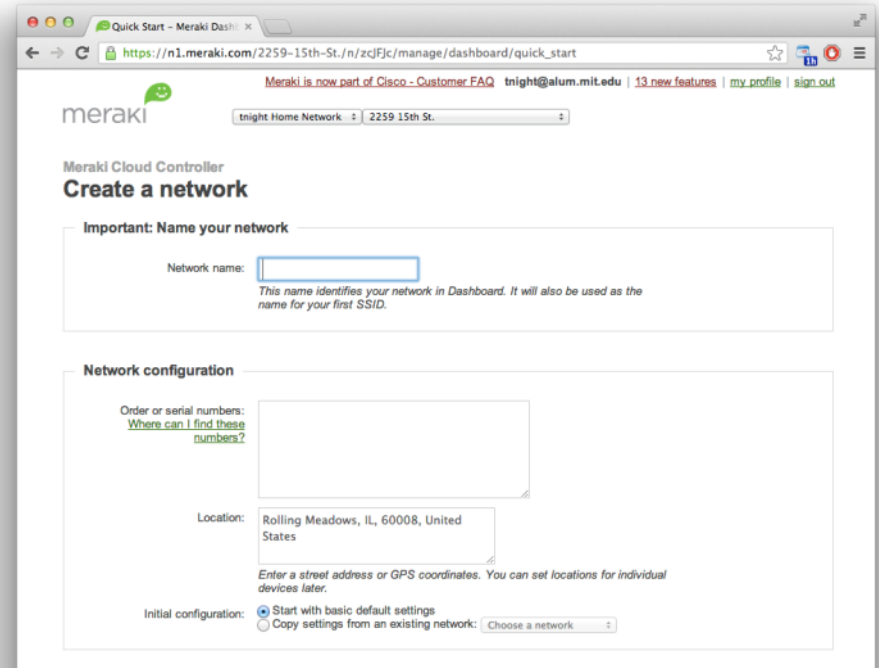 Quick Start – Meraki Dash
https://n1.meraki.com/2259-15th-St./n/zcJFJc/manage/dashboard/quick_start
1h
Meraki is now part of Cisco - Customer FAQ tnight@alum.mit.edu | 13 new features | my profile | sign out
meraki
tnight Home Network 2259 15th St.
Meraki Cloud Controller
Create a network
Important: Name your network
Network name:
This name identifies your network in Dashboard. It will also be used as the
name for your first SSID.
Network configuration
Order or serial numbers:
Where can I find these
numbers?
Location: Rolling Meadows, IL, 60008, United
States
Enter a street address or GPS coordinates. You can set locations for individual
devices later.
Initial configuration: Start with basic default settings
Copy settings from an existing network: Choose a network